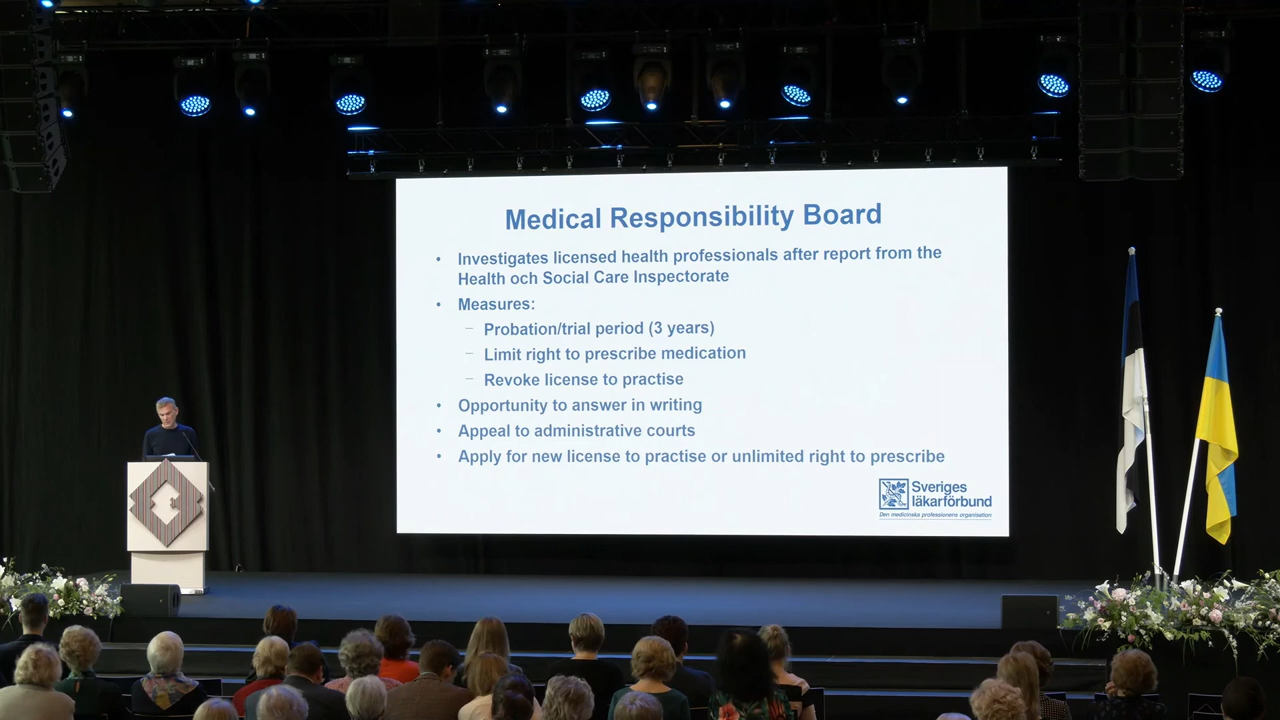 Medical Responsibility Board
• Investigates licensed health professionals after report from the
Health och Social Care Inspectorate
• Measures:
– Probation/trial period (3 years)
– Limit right to prescribe medication
– Revoke license to practise
• Opportunity to answer in writing
• Appeal to administrative courts
• Apply for new license to practise or unlimited right to prescribe
Sveriges
läkarförbund
Den medicinska professionens organisation